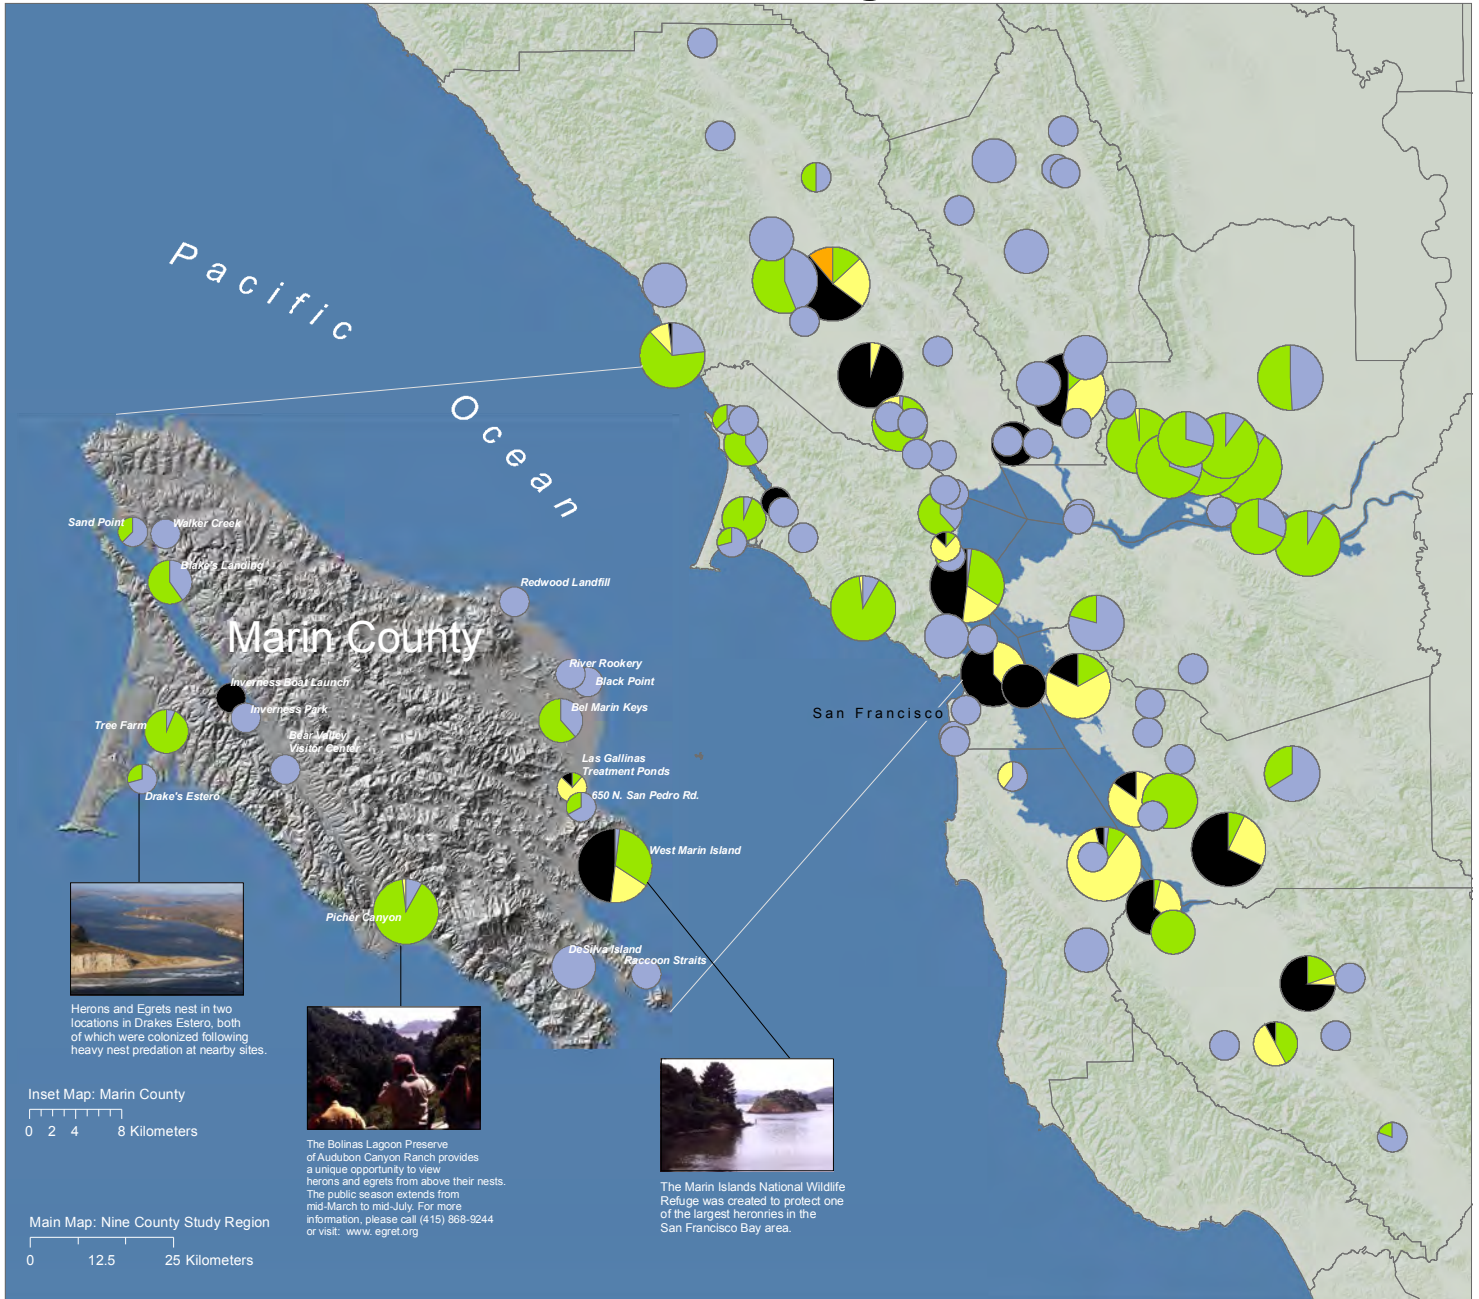 Pacific
Ocean
Sand Point
Walker Creek
Blake's Landing
Redwood Landfill
Marin County
River Rookery
Inverness Boat Launch
Black Point
Inverness Park
Bel Marin Keys
Tree Farm
Bear Valley
Visitor Center
San Francisco
Las Gallinas
Treatment Ponds
Drake's Estero
650 N. San Pedro Rd.
West Marin Island
Picher Canyon
DeSilva Island
Raccoon Straits
Herons and Egrets nest in two
locations in Drakes Estero, both
of which were colonized following
heavy nest predation at nearby sites.
Inset Map: Marin County
0 2 4 8 Kilometers
The Bolinas Lagoon Preserve
of Audubon Canyon Ranch provides
a unique opportunity to view
herons and egrets from above their nests.
The public season extends from
mid-March to mid-July. For more
information, please call (415) 868-9244
or visit: www. egret.org
The Marin Islands National Wildlife
Refuge was created to protect one
of the largest heronries in the
San Francisco Bay area.
Main Map: Nine County Study Region
0 12.5 25 Kilometers